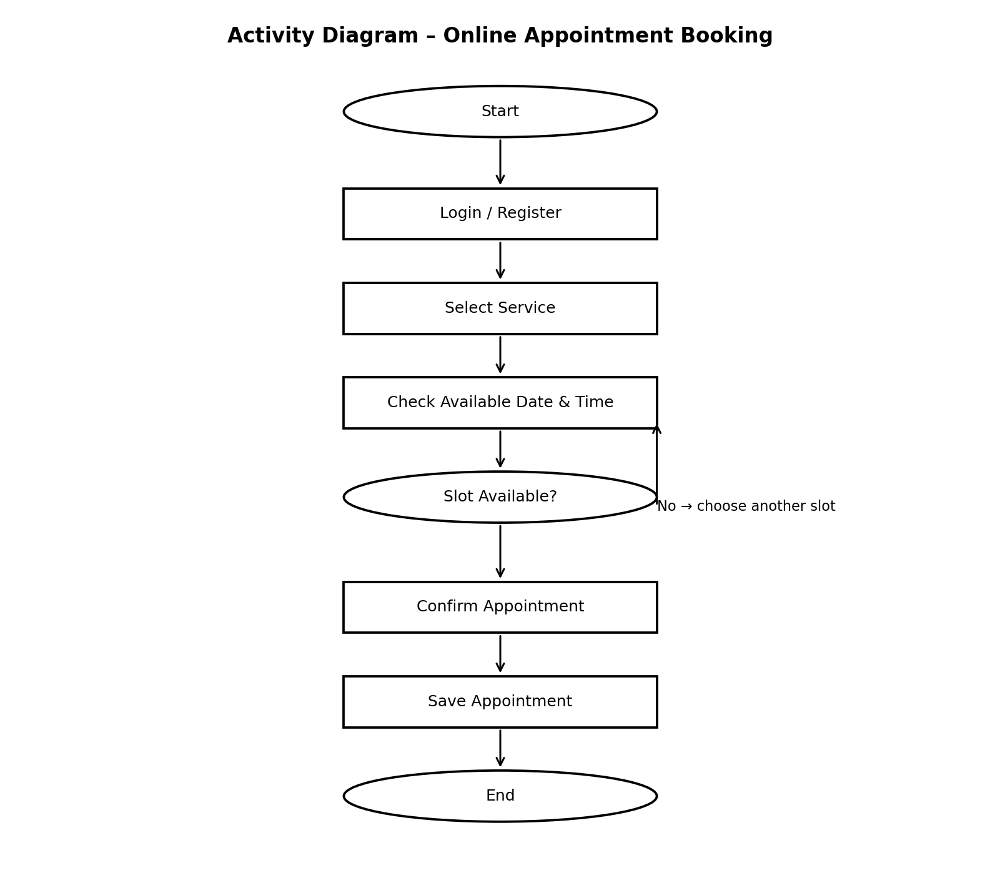 Activity Diagram – Online Appointment Booking
Start
Login / Register
Select Service
Check Available Date & Time
Slot Available?
No → choose another slot
Confirm Appointment
Save Appointment
End